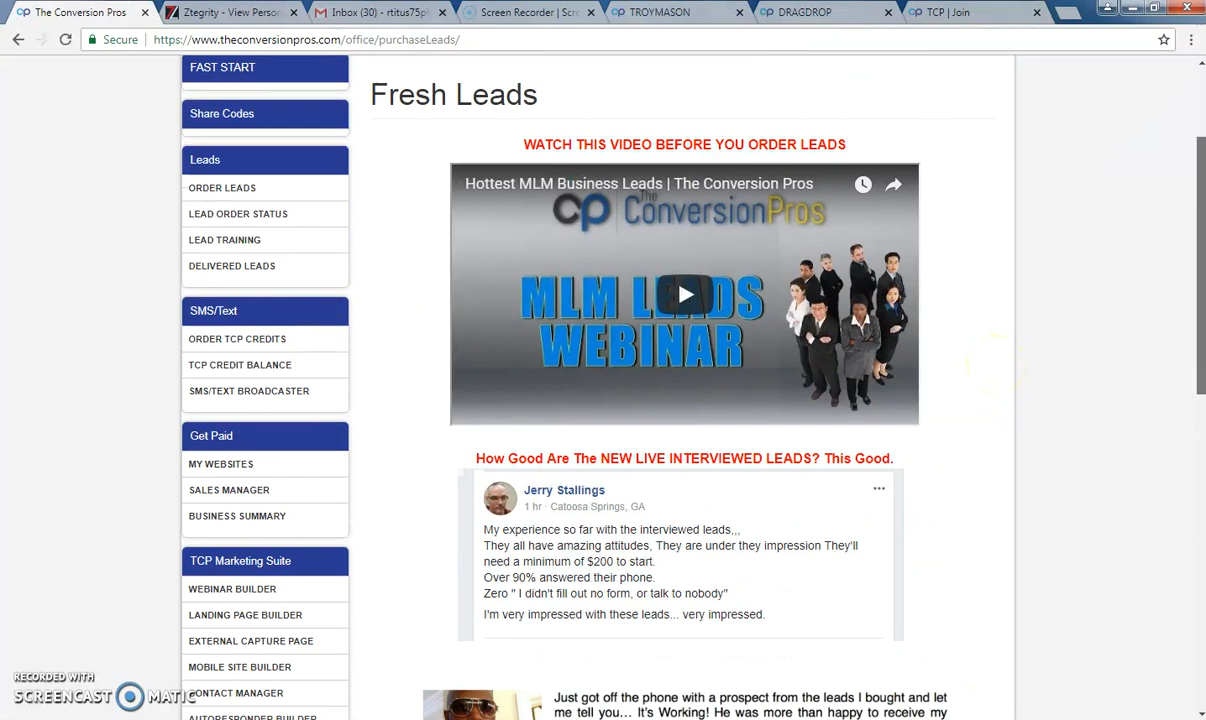 The Conversion Pros
Ztegrity - View Person
Inbox (30) - rtitus75ph
Screen Recorder | Scr
TROYMASON
DRAGDROP
TCP | Join
Secure
https://www.theconversionpros.com/office/purchaseLeads/
FAST START
Share Codes
Leads
ORDER LEADS
LEAD ORDER STATUS
LEAD TRAINING
DELIVERED LEADS
SMS/Text
ORDER TCP CREDITS
TCP CREDIT BALANCE
SMS/TEXT BROADCASTER
Get Paid
MY WEBSITES
SALES MANAGER
BUSINESS SUMMARY
TCP Marketing Suite
WEBINAR BUILDER
LANDING PAGE BUILDER
EXTERNAL CAPTURE PAGE
MOBILE SITE BUILDER
CONTACT MANAGER
AUTORESPONDER BUILDER
Fresh Leads
WATCH THIS VIDEO BEFORE YOU ORDER LEADS
Hottest MLM Business Leads | The Conversion Pros
cp The ConversionPros
MLM LEADS
WEBINAR
How Good Are The NEW LIVE INTERVIEWED LEADS? This Good.
Jerry Stallings
1 hr · Catoosa Springs, GA
My experience so far with the interviewed leads,,,
They all have amazing attitudes, They are under they impression They'll
need a minimum of $200 to start.
Over 90% answered their phone.
Zero " I didn't fill out no form, or talk to nobody"
I'm very impressed with these leads... very impressed.
Just got off the phone with a prospect from the leads I bought and let
me tell you... It's Working! He was more than happy to receive my
RECORDED WITH
SCREENCAST MATIC